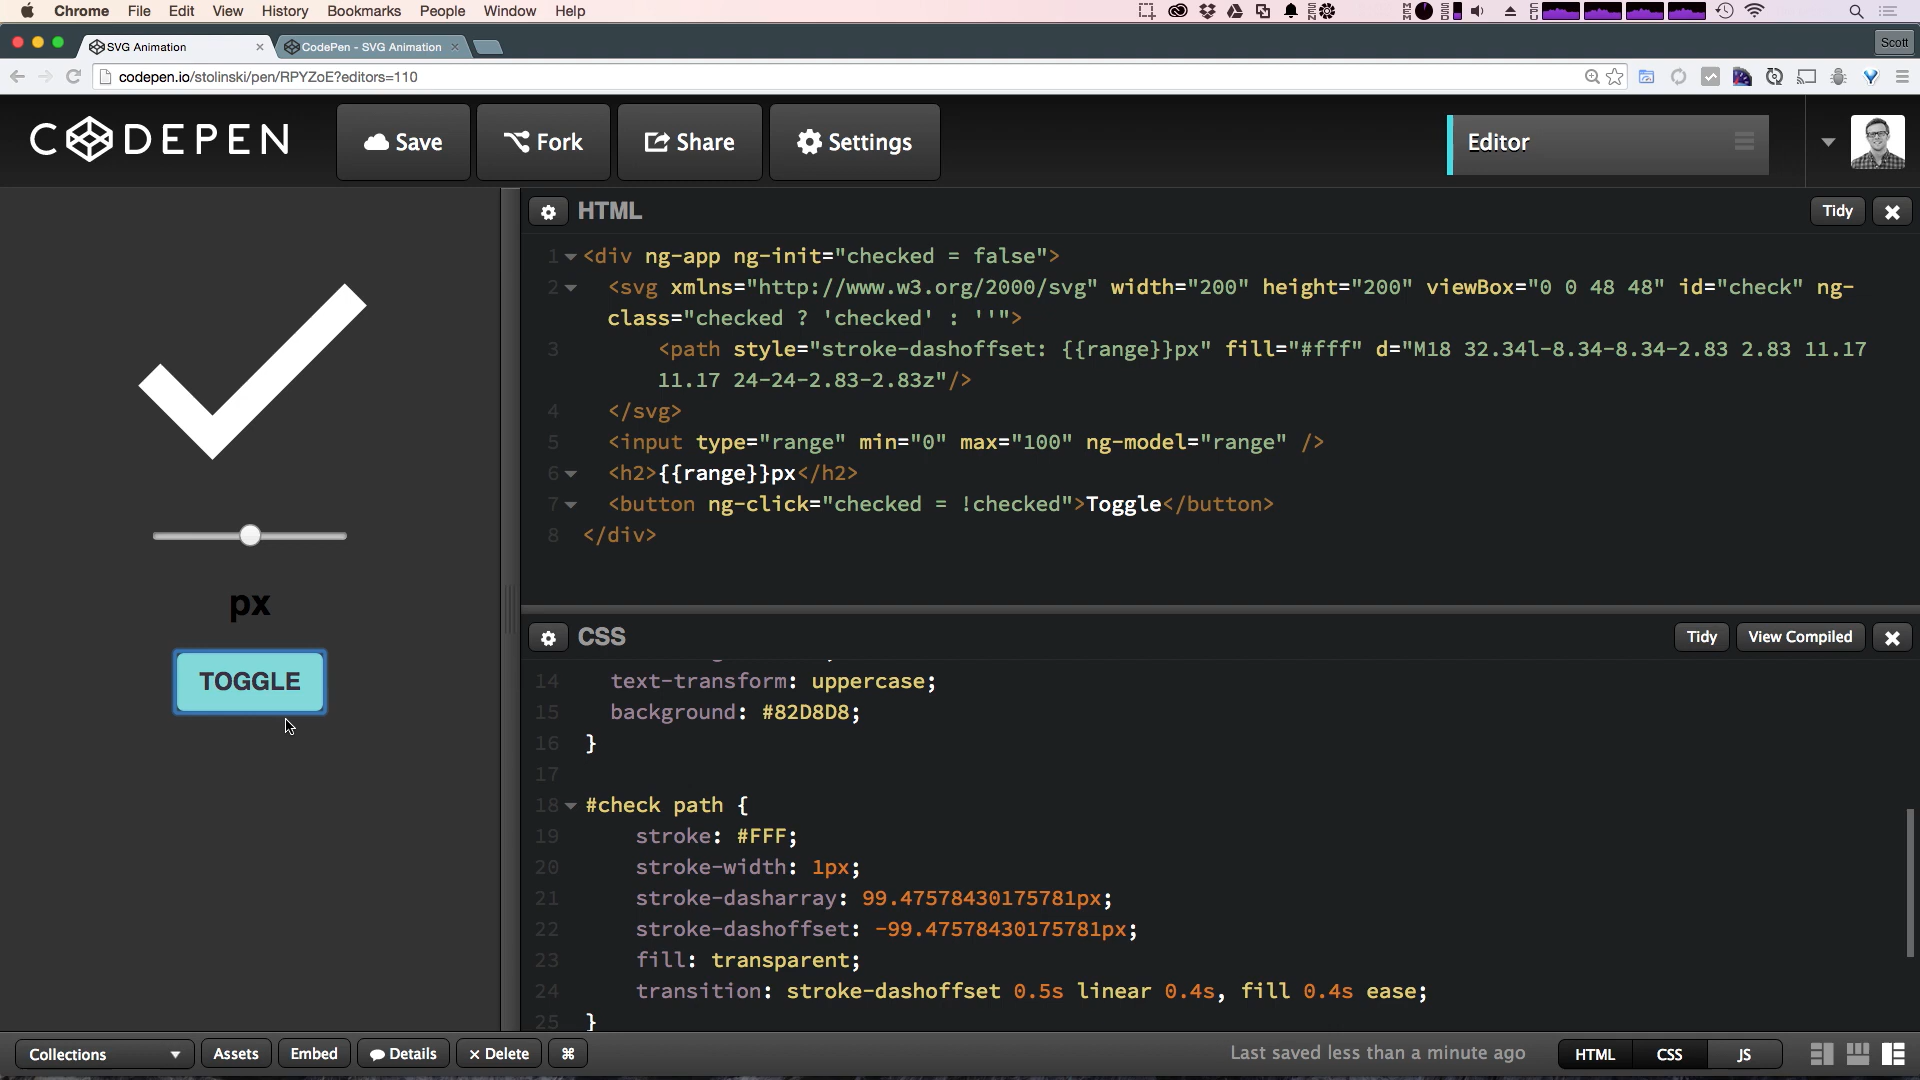 Chrome File Edit View History Bookmarks People Window Help
SVG Animation
CodePen - SVG Animation
Scott
codepen.io/stolinski/pen/RPYZoE?editors=110
CODEPEN
Save
Fork
Share
Settings
Editor
HTML
Tidy
1 <div ng-app ng-init="checked = false">
2 <svg xmlns="http://www.w3.org/2000/svg" width="200" height="200" viewBox="0 0 48 48" id="check" ng-
class="checked ? 'checked' : ''">
3 <path style="stroke-dashoffset: {{range}}px" fill="#fff" d="M18 32.34l-8.34-8.34-2.83 2.83 11.17
11.17 24-24-2.83-2.83z"/>
4 </svg>
5 <input type="range" min="0" max="100" ng-model="range" />
6 <h2>{{range}}px</h2>
7 <button ng-click="checked = !checked">Toggle</button>
8 </div>
px
TOGGLE
CSS
Tidy
View Compiled
14 text-transform: uppercase;
15 background: #82D8D8;
16 }
17
18 #check path {
19 stroke: #FFF;
20 stroke-width: 1px;
21 stroke-dasharray: 99.47578430175781px;
22 stroke-dashoffset: -99.47578430175781px;
23 fill: transparent;
24 transition: stroke-dashoffset 0.5s linear 0.4s, fill 0.4s ease;
25 }
Collections
Assets
Embed
Details
× Delete
⌘
Last saved less than a minute ago
HTML
CSS
JS